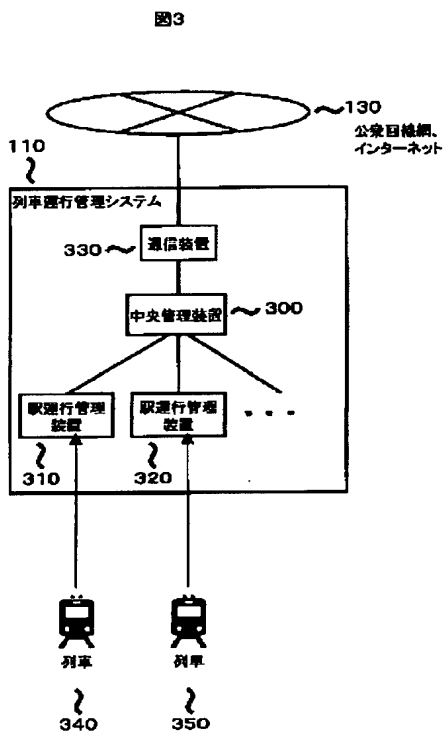 図3
130
公衆回線網、
インターネット
110
列車運行管理システム
330
通信装置
中央管理装置
300
駅運行管理
装置
駅運行管理
装置
・・・
310
320
列車
列車
340
350